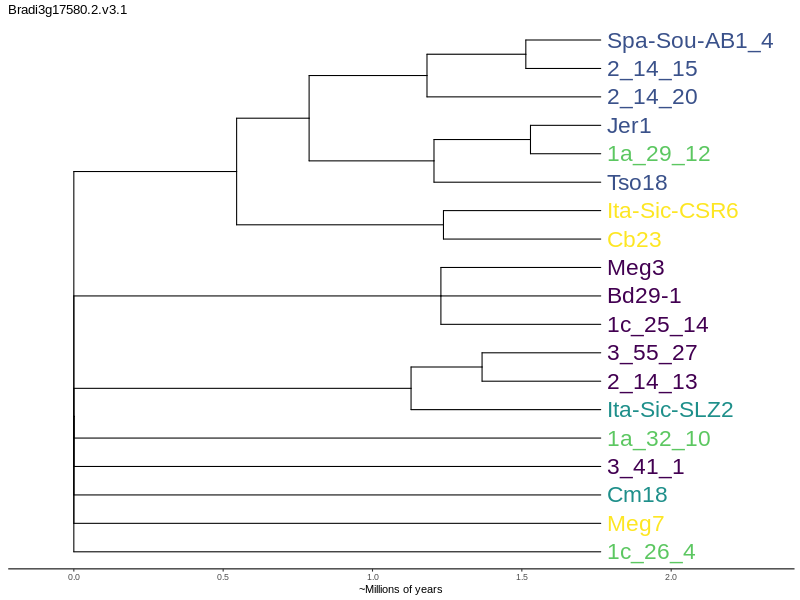 Bradi3g17580.2.v3.1
Spa-Sou-AB1_4
2_14_15
2_14_20
Jer1
1a_29_12
Tso18
Ita-Sic-CSR6
Cb23
Meg3
Bd29-1
1c_25_14
3_55_27
2_14_13
Ita-Sic-SLZ2
1a_32_10
3_41_1
Cm18
Meg7
1c_26_4
0.0 0.5 1.0 1.5 2.0
~Millions of years